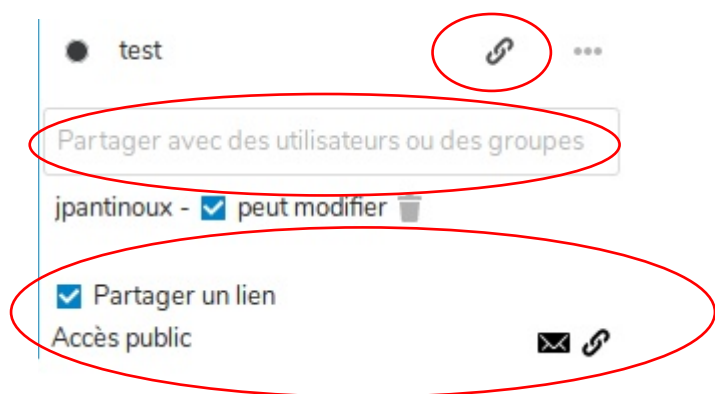 test
Partager avec des utilisateurs ou des groupes
jpantinoux - peut modifier
Partager un lien
Accès public